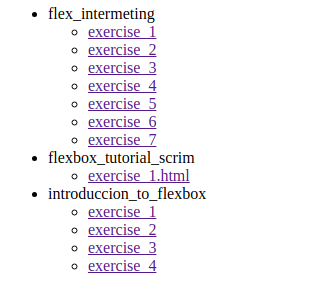 flex_intermeting
exercise_1
exercise_2
exercise_3
exercise_4
exercise_5
exercise_6
exercise_7
flexbox_tutorial_scrim
exercise_1.html
introduccion_to_flexbox
exercise_1
exercise_2
exercise_3
exercise_4